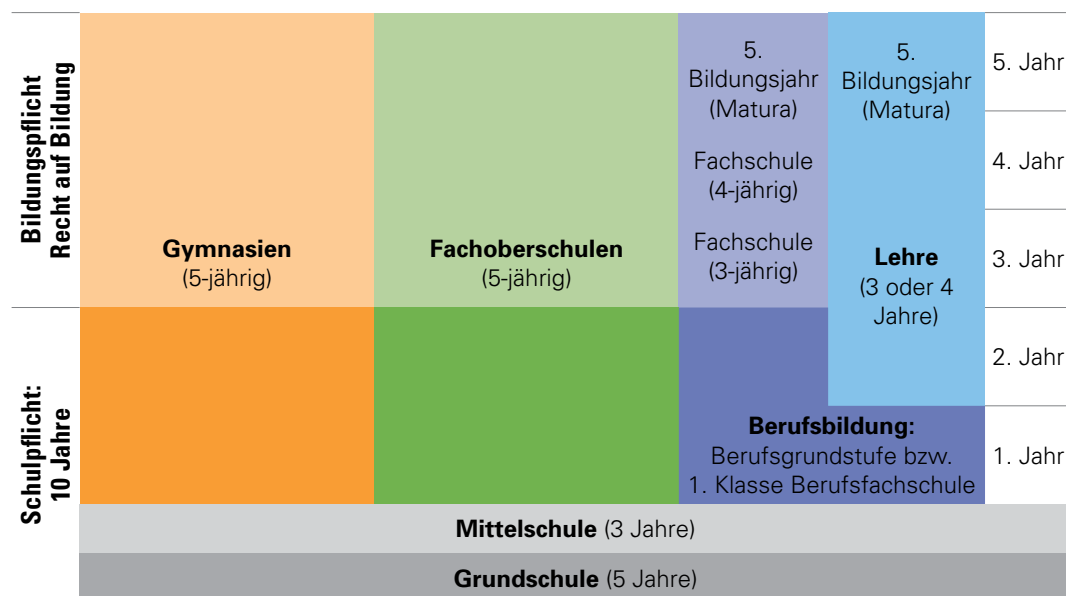 Bildungspflicht
Recht auf Bildung
Schulpflicht:
10 Jahre
Gymnasien
(5-jährig)
Fachoberschulen
(5-jährig)
5.
Bildungsjahr
(Matura)
Fachschule
(4-jährig)
Fachschule
(3-jährig)
5.
Bildungsjahr
(Matura)
Lehre
(3 oder 4
Jahre)
Berufsbildung:
Berufsgrundstufe bzw.
1. Klasse Berufsfachschule
5. Jahr
4. Jahr
3. Jahr
2. Jahr
1. Jahr
Mittelschule (3 Jahre)
Grundschule (5 Jahre)